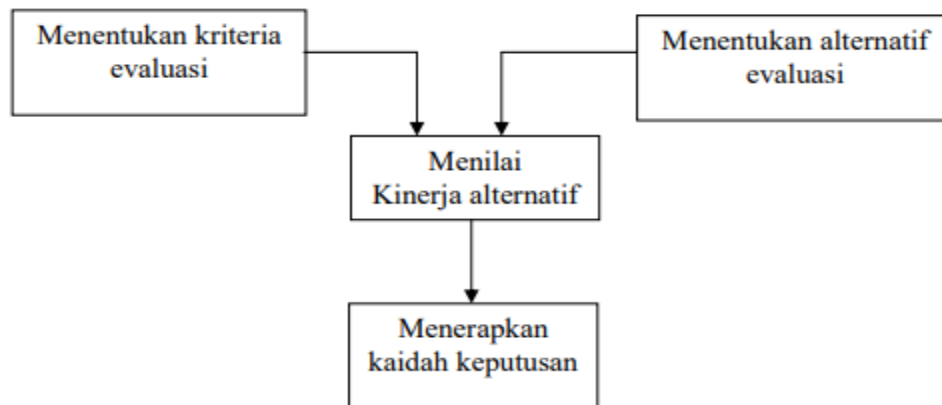 Menentukan kriteria
evaluasi
Menentukan alternatif
evaluasi
Menilai
Kinerja alternatif
Menerapkan
kaidah keputusan